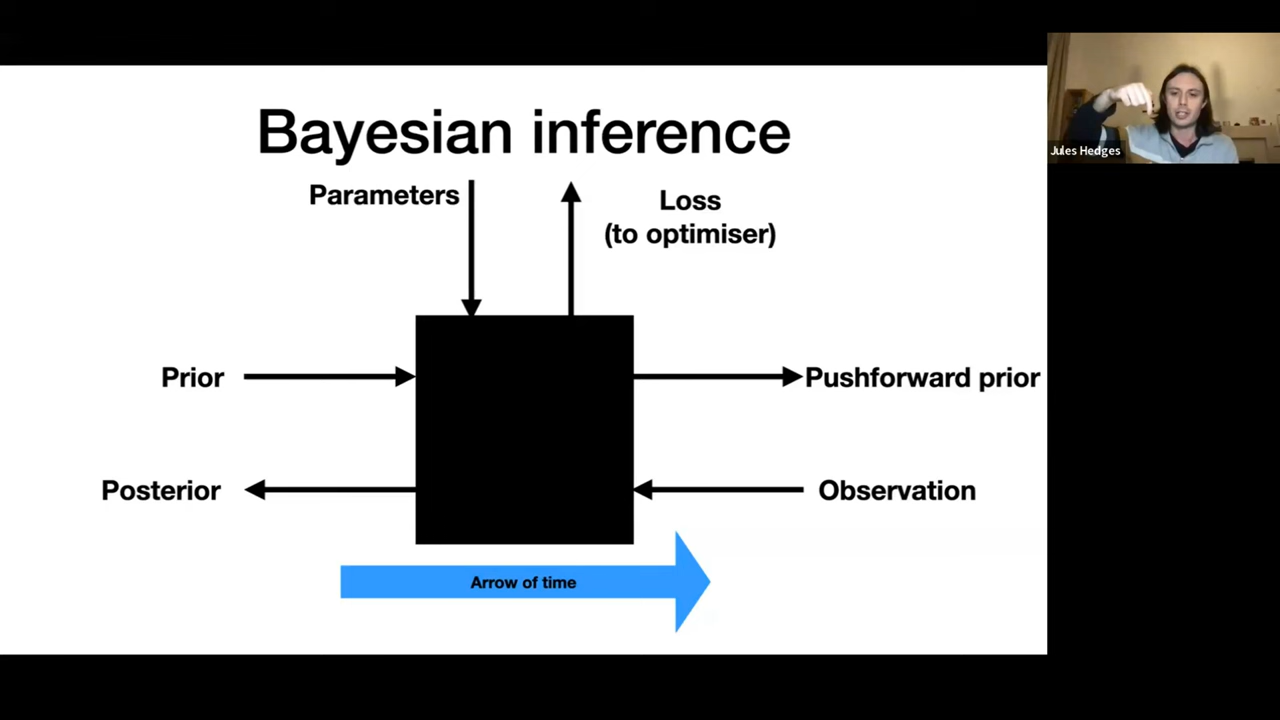 Bayesian inference
Parameters
Loss
(to optimiser)
Jules Hedges
Prior
Pushforward prior
Posterior
Observation
Arrow of time